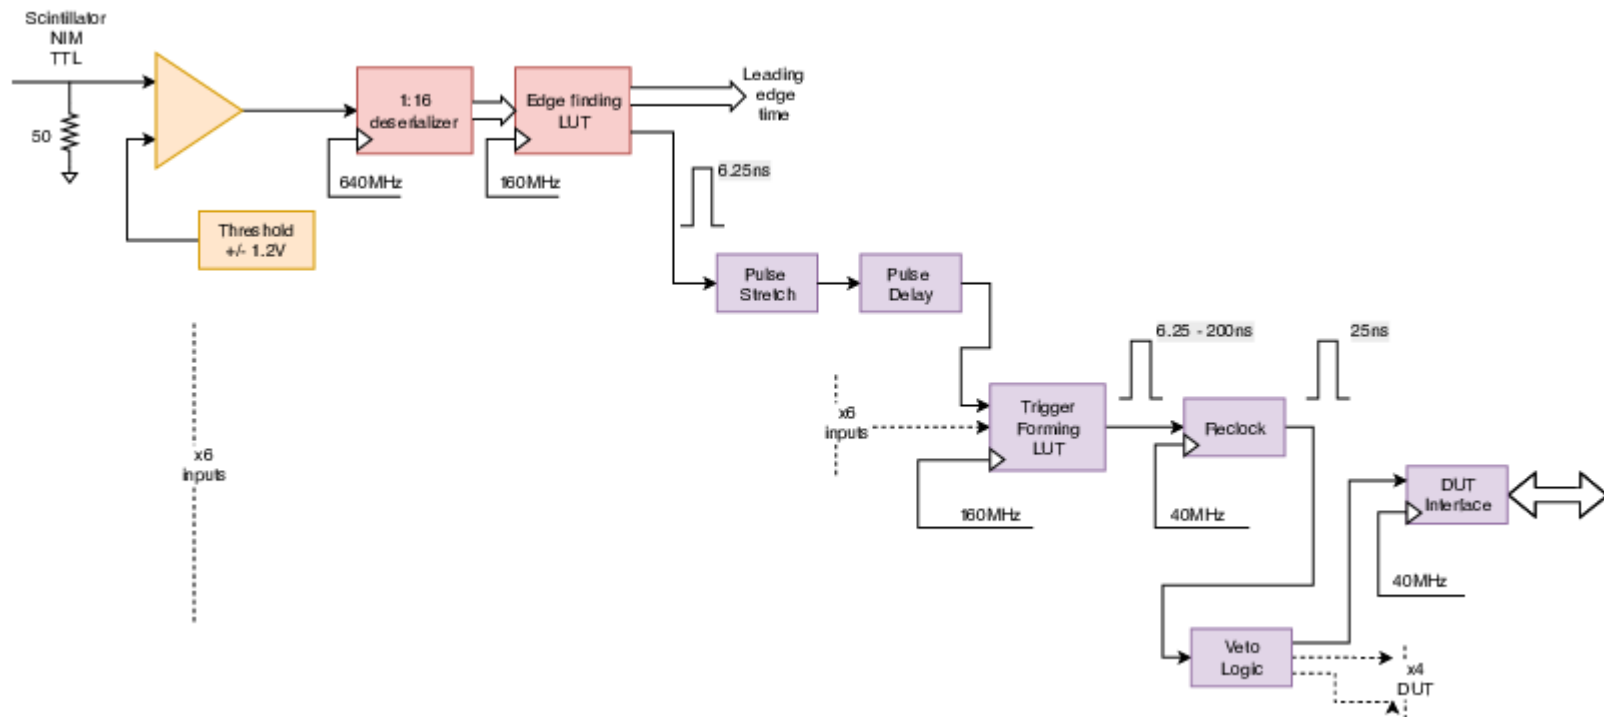 Scintillator
NIM
TTL
50
1:16
deserializer
Edge finding
LUT
Leading
edge
time
640MHz
160MHz
6.25ns
Threshold
+/- 1.2V
Pulse
Stretch
Pulse
Delay
x6
inputs
x6
inputs
Trigger
Forming
LUT
6.25 - 200ns
25ns
Reclock
160MHz
40MHz
DUT
Interface
40MHz
Veto
Logic
x4
DUT